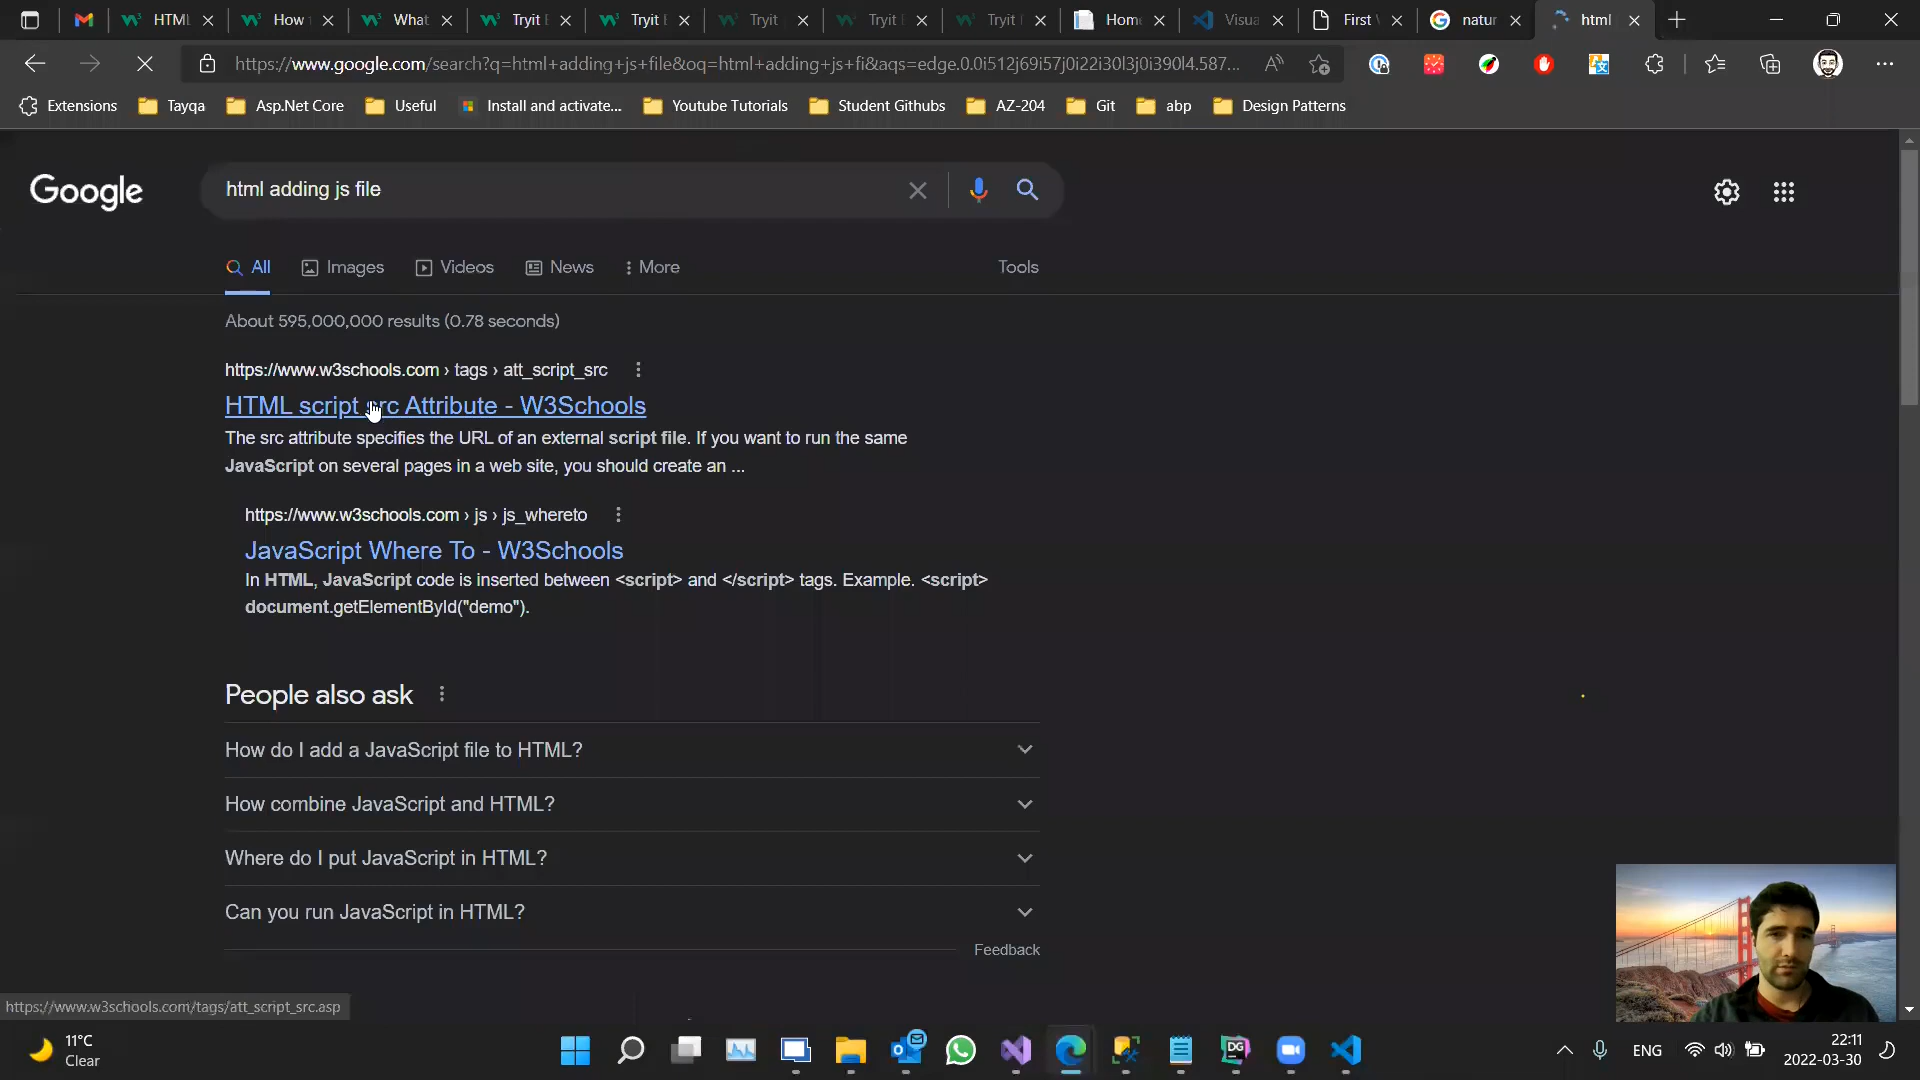 HTML
How
What
Tryit
Tryit
Tryit
Tryit
Tryit
Home
Visua
First
natur
html
https://www.google.com/search?q=html+adding+js+file&oq=html+adding+js+fi&aqs=edge.0.0i512j69i57j0i22i30l3j0i390l4.587...
Extensions
Tayqa
Asp.Net Core
Useful
Install and activate...
Youtube Tutorials
Student Githubs
AZ-204
Git
abp
Design Patterns
Google
html adding js file
All
Images
Videos
News
More
Tools
About 595,000,000 results (0.78 seconds)
https://www.w3schools.com › tags › att_script_src
HTML script src Attribute - W3Schools
The src attribute specifies the URL of an external script file. If you want to run the same
JavaScript on several pages in a web site, you should create an ...
https://www.w3schools.com › js › js_whereto
JavaScript Where To - W3Schools
In HTML, JavaScript code is inserted between <script> and </script> tags. Example. <script>
document.getElementById("demo").
People also ask
How do I add a JavaScript file to HTML?
How combine JavaScript and HTML?
Where do I put JavaScript in HTML?
Can you run JavaScript in HTML?
Feedback
https://www.w3schools.com/tags/att_script_src.asp
11°C
Clear
DG
ENG
22:11
2022-03-30